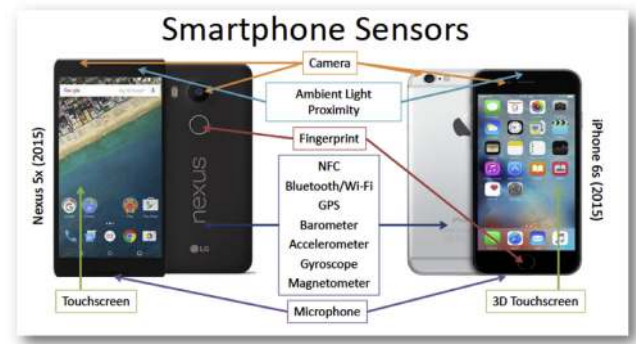 Smartphone Sensors
Camera
Ambient Light
Proximity
Fingerprint
NFC
Bluetooth/Wi-Fi
GPS
Barometer
Accelerometer
Gyroscope
Magnetometer
Microphone
Touchscreen
3D Touchscreen
Nexus 5x (2015)
iPhone 6s (2015)
nexus
LG
Google